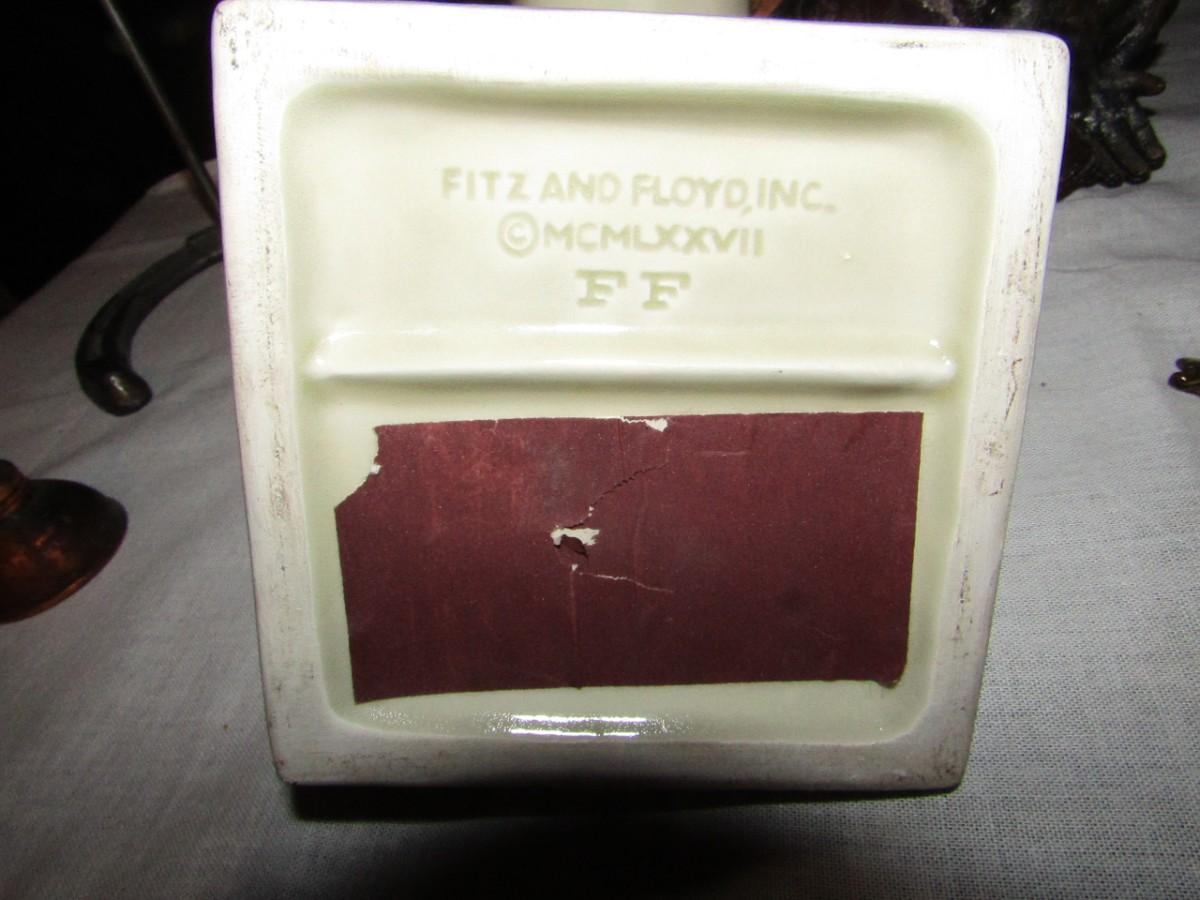 FITZ AND FLOYD, INC.
©MCMLXXVII
FF